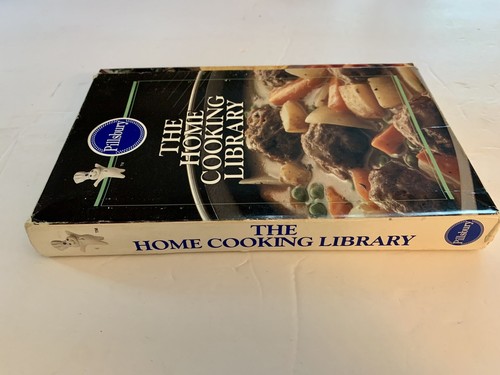 Pillsbury
THE
HOME
COOKING
LIBRARY
THE
HOME COOKING LIBRARY
Pillsbury